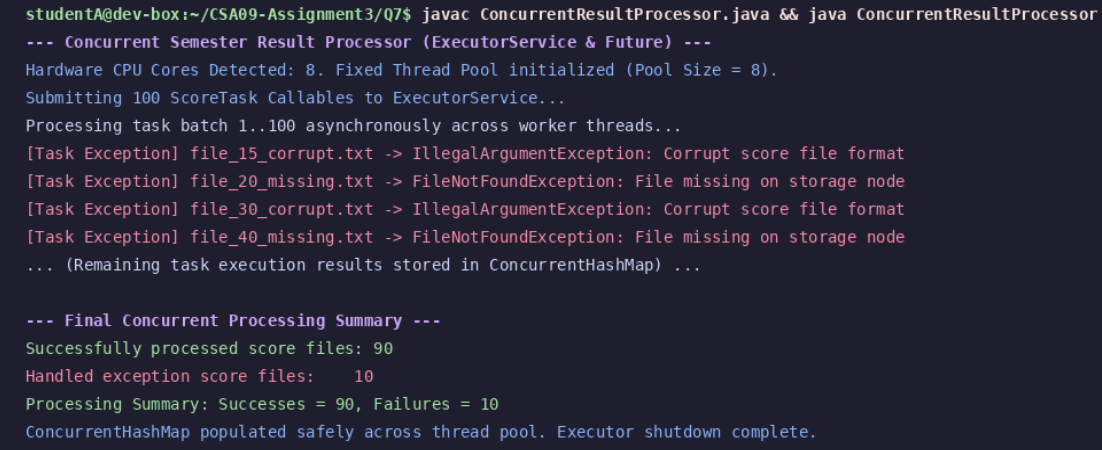 studentA@dev-box:~/CSA09-Assignment3/Q7$ javac ConcurrentResultProcessor.java && java ConcurrentResultProcessor
--- Concurrent Semester Result Processor (ExecutorService & Future) ---
Hardware CPU Cores Detected: 8. Fixed Thread Pool initialized (Pool Size = 8).
Submitting 100 ScoreTask Callables to ExecutorService...
Processing task batch 1..100 asynchronously across worker threads...
[Task Exception] file_15_corrupt.txt -> IllegalArgumentException: Corrupt score file format
[Task Exception] file_20_missing.txt -> FileNotFoundException: File missing on storage node
[Task Exception] file_30_corrupt.txt -> IllegalArgumentException: Corrupt score file format
[Task Exception] file_40_missing.txt -> FileNotFoundException: File missing on storage node
... (Remaining task execution results stored in ConcurrentHashMap) ...
--- Final Concurrent Processing Summary ---
Successfully processed score files: 90
Handled exception score files:    10
Processing Summary: Successes = 90, Failures = 10
ConcurrentHashMap populated safely across thread pool. Executor shutdown complete.